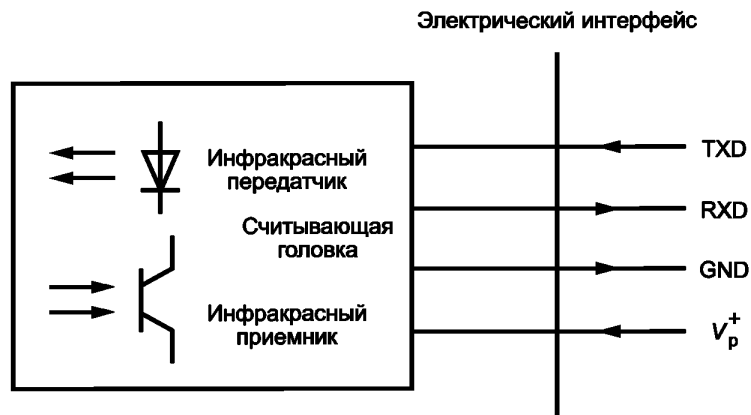 Электрический интерфейс
Инфракрасный
передатчик
Считывающая
головка
Инфракрасный
приемник
TXD
RXD
GND
V+p